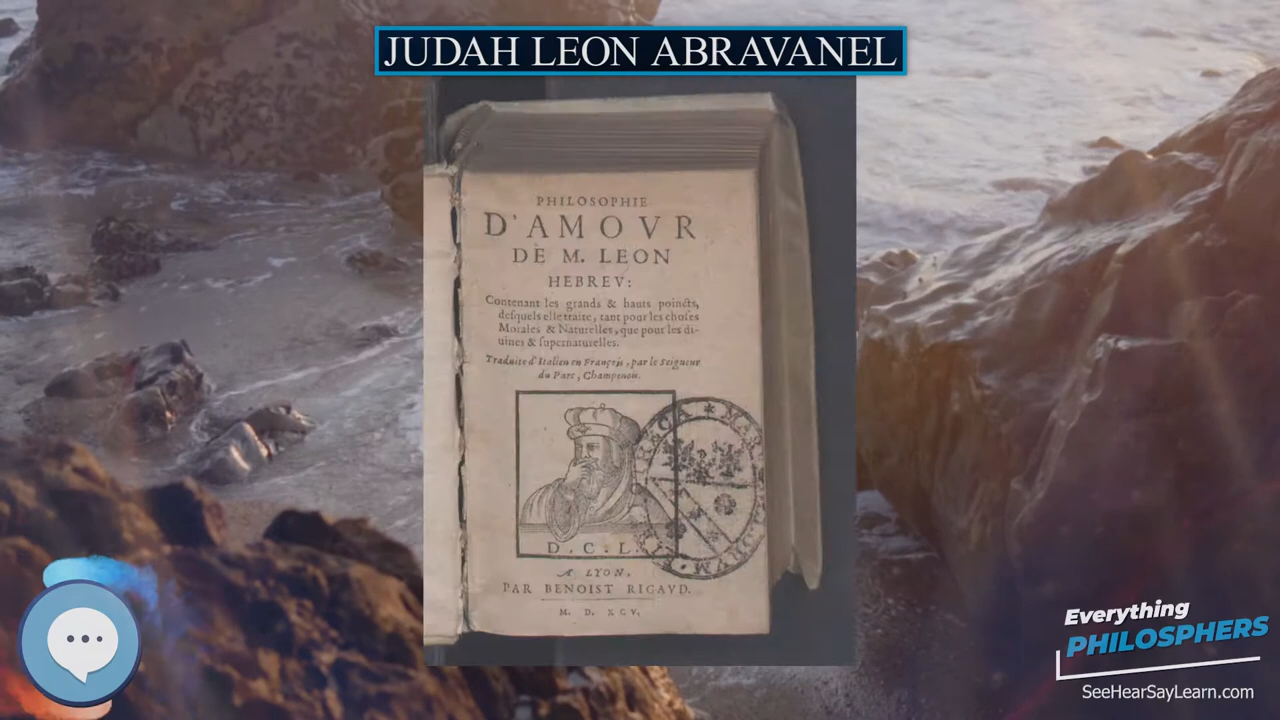 JUDAH LEON ABRAVANEL
PHILOSOPHIE
D'AMOVR
DE M. LEON
HEBREV:
Contenant les grands & hauts poincts,
desquels elle traite, tant pour les choses
Morales & Naturelles, que pour les di-
uines & supernaturelles.
Traduite d'Italien en François, par le Seigneur
du Parc, Champenou.
D. C. L.
A LYON,
PAR BENOIST RIGAVD.
M. D. XCV.
Everything
PHILOSPHERS
SeeHearSayLearn.com